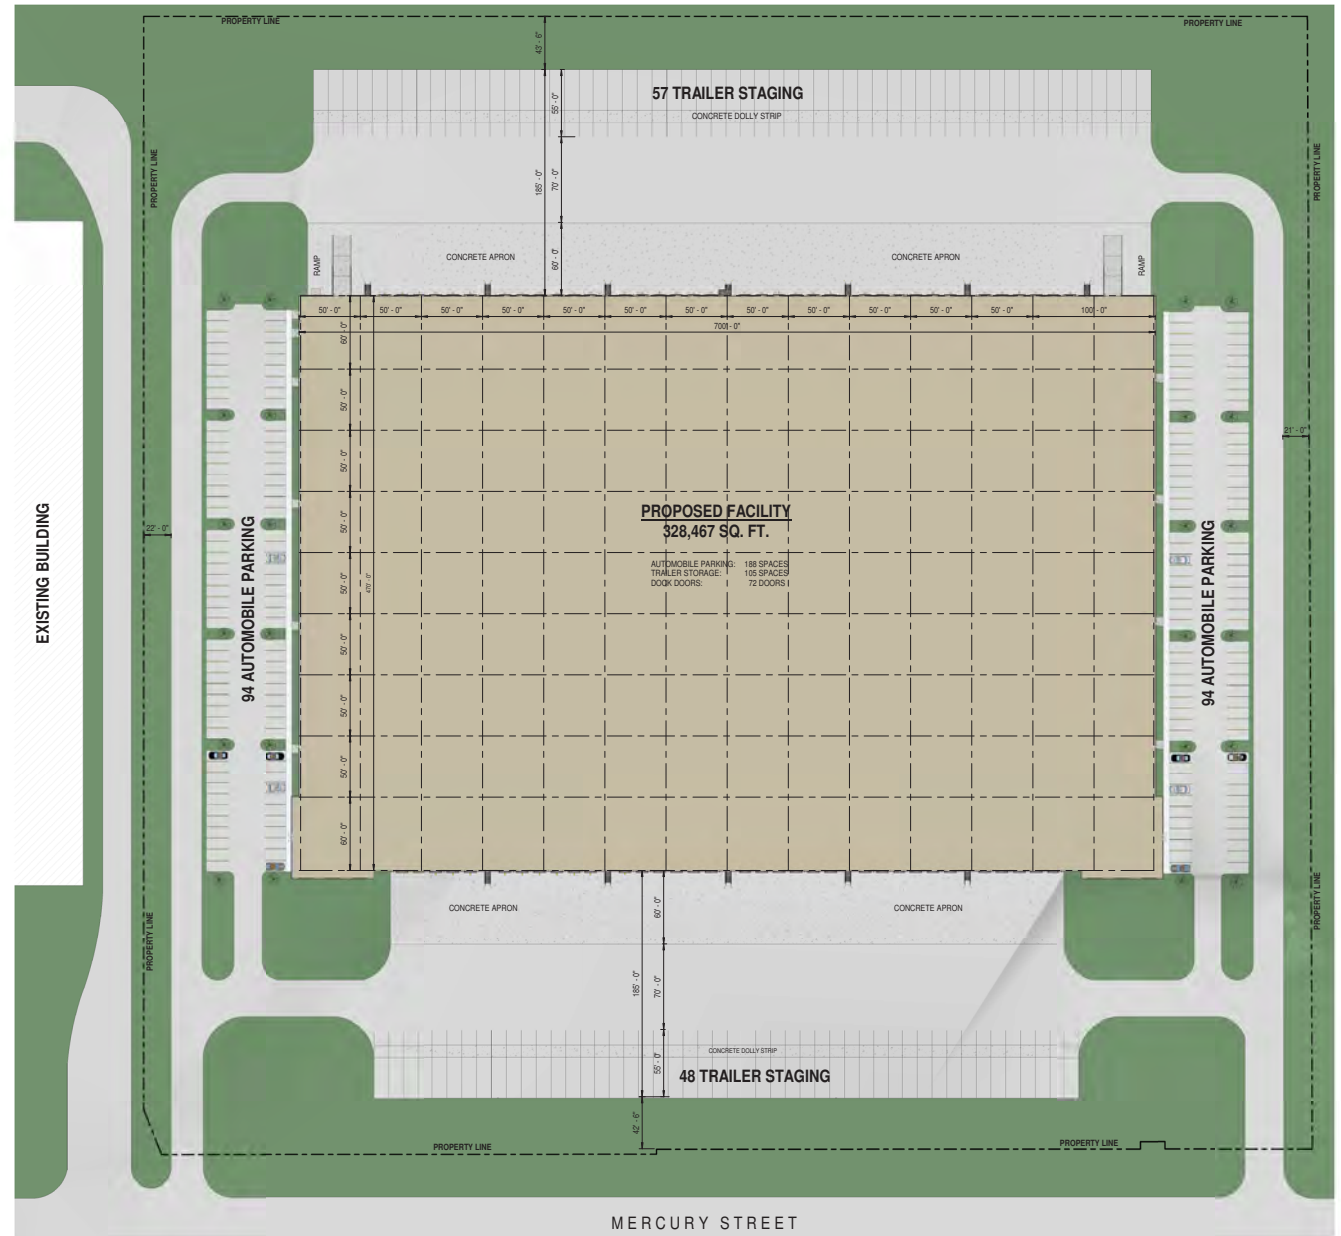 PROPERTY LINE
PROPERTY LINE
43' - 6"
57 TRAILER STAGING
CONCRETE DOLLY STRIP
55' - 0"
185' - 0"
70' - 0"
60' - 0"
PROPERTY LINE
PROPERTY LINE
RAMP
CONCRETE APRON
CONCRETE APRON
RAMP
50' - 0" 50' - 0" 50' - 0" 50' - 0" 50' - 0" 50' - 0" 50' - 0" 50' - 0" 50' - 0" 50' - 0" 50' - 0" 50' - 0" 100' - 0"
700' - 0"
60' - 0"
50' - 0"
50' - 0"
50' - 0"
50' - 0"
50' - 0"
50' - 0"
50' - 0"
60' - 0"
470' - 0"
21' - 0"
22' - 0"
EXISTING BUILDING
94 AUTOMOBILE PARKING
PROPOSED FACILITY
328,467 SQ. FT.
AUTOMOBILE PARKING: 188 SPACES
TRAILER STORAGE: 105 SPACES
DOCK DOORS: 72 DOORS
94 AUTOMOBILE PARKING
PROPERTY LINE
PROPERTY LINE
CONCRETE APRON
CONCRETE APRON
60' - 0"
185' - 0"
70' - 0"
55' - 0"
CONCRETE DOLLY STRIP
48 TRAILER STAGING
42' - 6"
PROPERTY LINE
PROPERTY LINE
MERCURY STREET